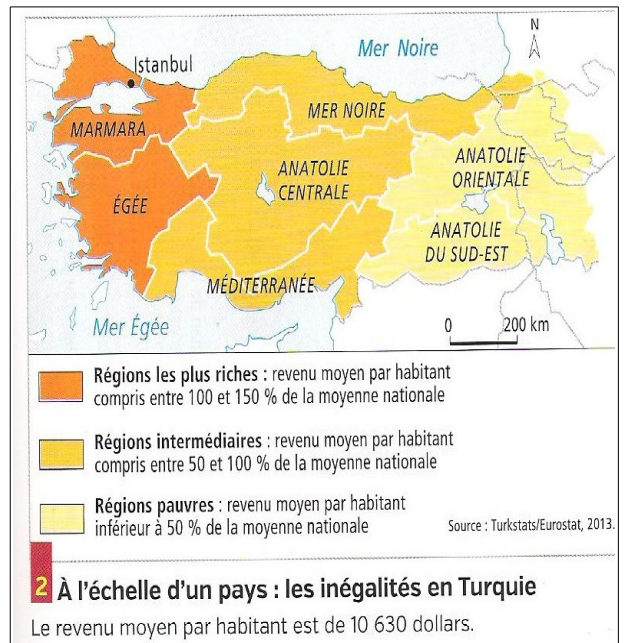 N
Mer Noire
Istanbul
MARMARA
MER NOIRE
ÉGÉE
ANATOLIE
CENTRALE
ANATOLIE
ORIENTALE
ANATOLIE
DU SUD-EST
MÉDITERRANÉE
Mer Égée
0 200 km
Régions les plus riches : revenu moyen par habitant
compris entre 100 et 150 % de la moyenne nationale
Régions intermédiaires : revenu moyen par habitant
compris entre 50 et 100 % de la moyenne nationale
Régions pauvres : revenu moyen par habitant
inférieur à 50 % de la moyenne nationale
Source : Turkstats/Eurostat, 2013.
2 À l'échelle d'un pays : les inégalités en Turquie
Le revenu moyen par habitant est de 10 630 dollars.